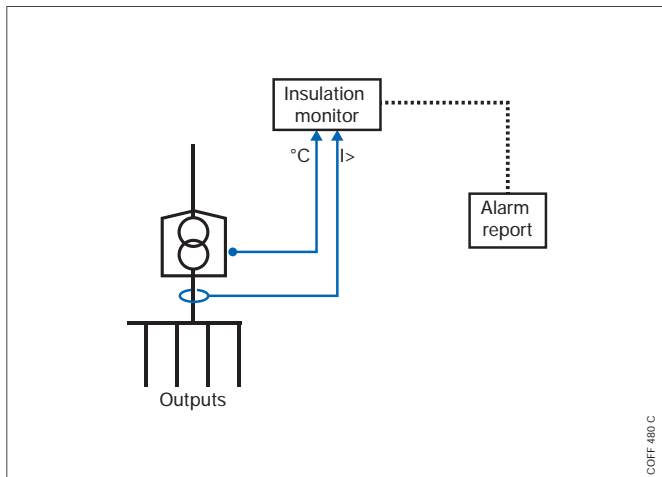 Insulation
monitor
°C
I>
Alarm
report
Outputs
COFF 480 C